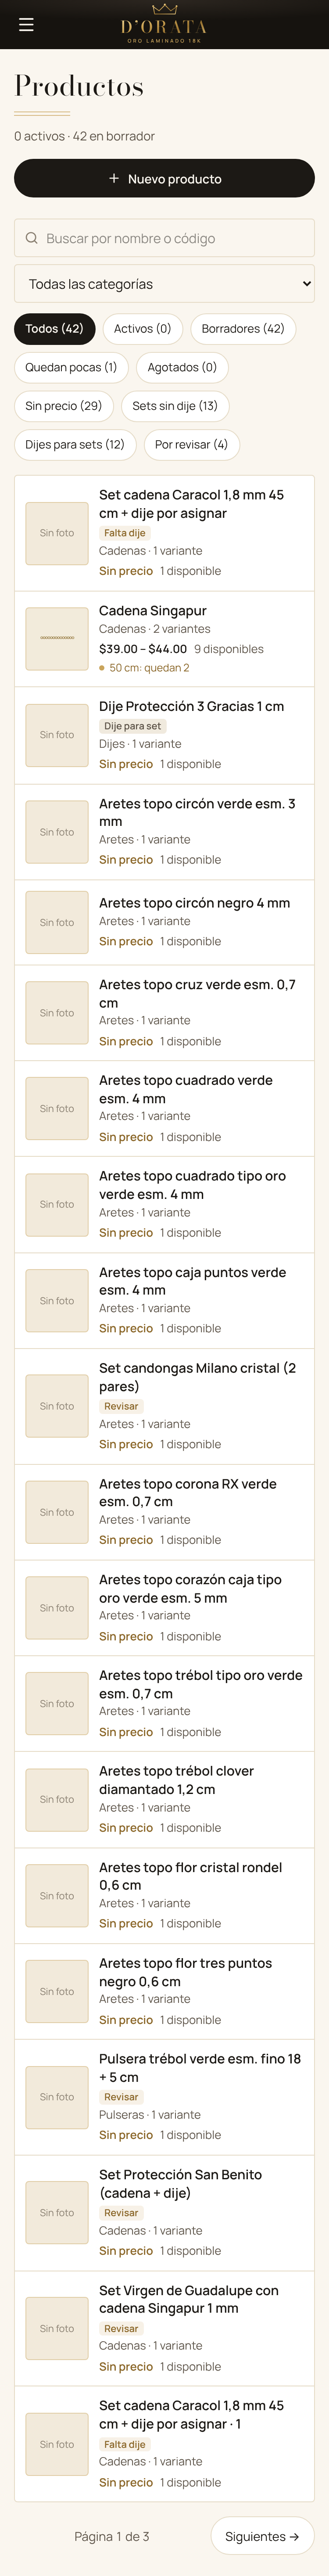 D'ORATA
ORO LAMINADO 18K
Productos
0 activos · 42 en borrador
+ Nuevo producto
Buscar por nombre o código
Todas las categorías
Todos (42) Activos (0) Borradores (42)
Quedan pocas (1) Agotados (0)
Sin precio (29) Sets sin dije (13)
Dijes para sets (12) Por revisar (4)
Sin foto
Set cadena Caracol 1,8 mm 45
cm + dije por asignar
Falta dije
Cadenas · 1 variante
Sin precio 1 disponible
Cadena Singapur
Cadenas · 2 variantes
$39.00 – $44.00 9 disponibles
50 cm: quedan 2
Sin foto
Dije Protección 3 Gracias 1 cm
Dije para set
Dijes · 1 variante
Sin precio 1 disponible
Sin foto
Aretes topo circón verde esm. 3
mm
Aretes · 1 variante
Sin precio 1 disponible
Sin foto
Aretes topo circón negro 4 mm
Aretes · 1 variante
Sin precio 1 disponible
Sin foto
Aretes topo cruz verde esm. 0,7
cm
Aretes · 1 variante
Sin precio 1 disponible
Sin foto
Aretes topo cuadrado verde
esm. 4 mm
Aretes · 1 variante
Sin precio 1 disponible
Sin foto
Aretes topo cuadrado tipo oro
verde esm. 4 mm
Aretes · 1 variante
Sin precio 1 disponible
Sin foto
Aretes topo caja puntos verde
esm. 4 mm
Aretes · 1 variante
Sin precio 1 disponible
Sin foto
Set candongas Milano cristal (2
pares)
Revisar
Aretes · 1 variante
Sin precio 1 disponible
Sin foto
Aretes topo corona RX verde
esm. 0,7 cm
Aretes · 1 variante
Sin precio 1 disponible
Sin foto
Aretes topo corazón caja tipo
oro verde esm. 5 mm
Aretes · 1 variante
Sin precio 1 disponible
Sin foto
Aretes topo trébol tipo oro verde
esm. 0,7 cm
Aretes · 1 variante
Sin precio 1 disponible
Sin foto
Aretes topo trébol clover
diamantado 1,2 cm
Aretes · 1 variante
Sin precio 1 disponible
Sin foto
Aretes topo flor cristal rondel
0,6 cm
Aretes · 1 variante
Sin precio 1 disponible
Sin foto
Aretes topo flor tres puntos
negro 0,6 cm
Aretes · 1 variante
Sin precio 1 disponible
Sin foto
Pulsera trébol verde esm. fino 18
+ 5 cm
Revisar
Pulseras · 1 variante
Sin precio 1 disponible
Sin foto
Set Protección San Benito
(cadena + dije)
Revisar
Cadenas · 1 variante
Sin precio 1 disponible
Sin foto
Set Virgen de Guadalupe con
cadena Singapur 1 mm
Revisar
Cadenas · 1 variante
Sin precio 1 disponible
Sin foto
Set cadena Caracol 1,8 mm 45
cm + dije por asignar · 1
Falta dije
Cadenas · 1 variante
Sin precio 1 disponible
Página 1 de 3
Siguientes →